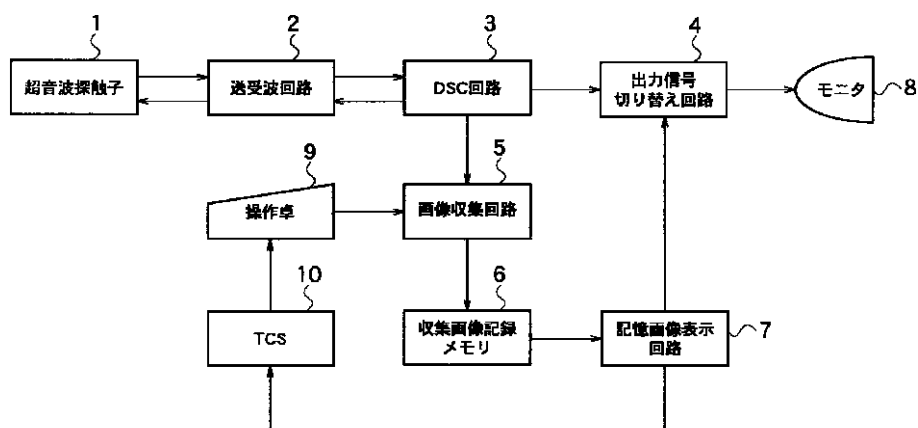 1
2
3
4
超音波探触子
送受波回路
DSC回路
出力信号
切り替え回路
モニタ
8
9
5
操作卓
画像収集回路
10
6
TCS
収集画像記録
メモリ
記憶画像表示
回路
7